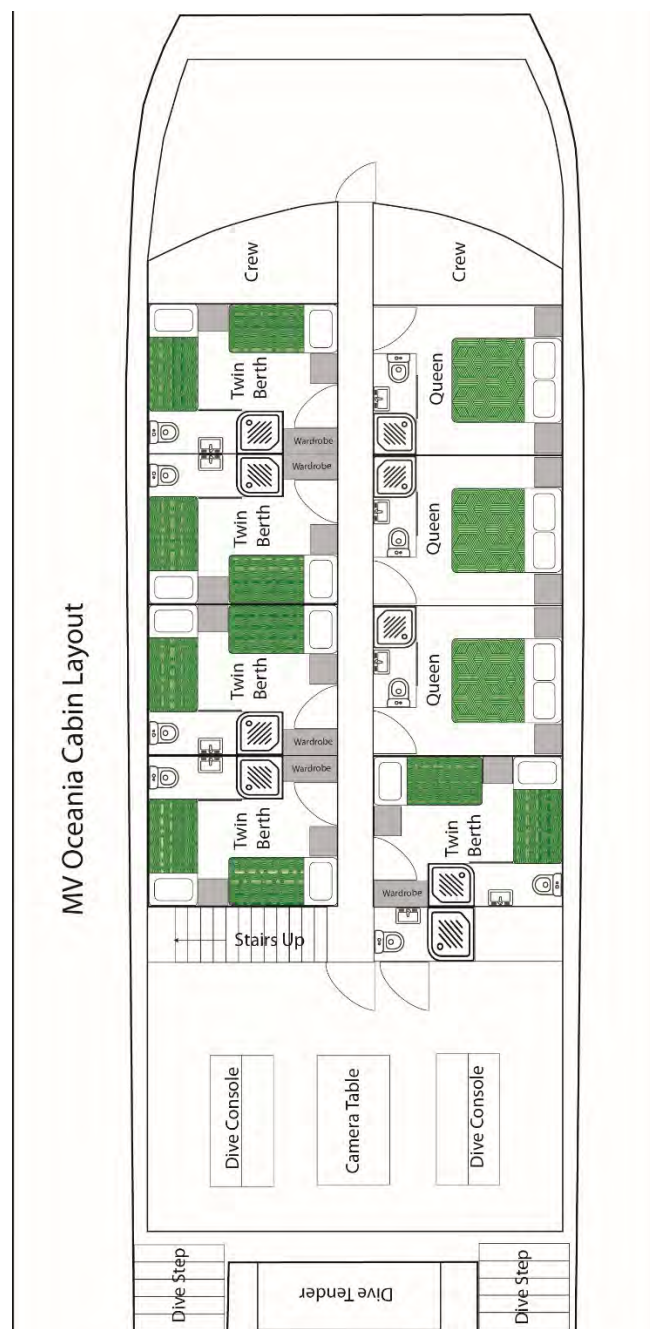 MV Oceania Cabin Layout
Crew
Crew
Twin
Berth
Queen
Wardrobe
Wardrobe
Twin
Berth
Queen
Twin
Berth
Queen
Wardrobe
Wardrobe
Twin
Berth
Twin
Berth
Wardrobe
Stairs Up
Dive Console
Camera Table
Dive Console
Dive Step
Dive Tender
Dive Step